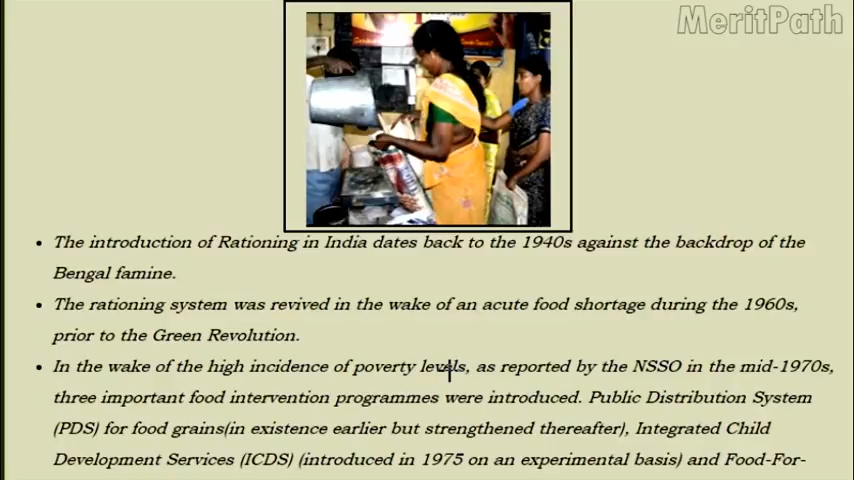 MeritPath
• The introduction of Rationing in India dates back to the 1940s against the backdrop of the
Bengal famine.
• The rationing system was revived in the wake of an acute food shortage during the 1960s,
prior to the Green Revolution.
• In the wake of the high incidence of poverty levels, as reported by the NSSO in the mid-1970s,
three important food intervention programmes were introduced. Public Distribution System
(PDS) for food grains(in existence earlier but strengthened thereafter), Integrated Child
Development Services (ICDS) (introduced in 1975 on an experimental basis) and Food-For-